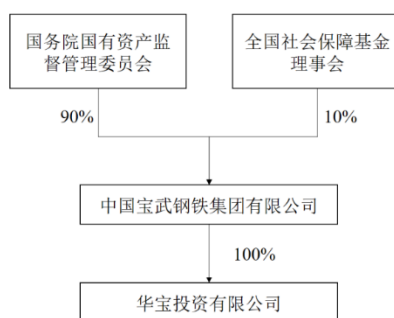 国务院国有资产监
督管理委员会
全国社会保障基金
理事会
90%
10%
中国宝武钢铁集团有限公司
100%
华宝投资有限公司